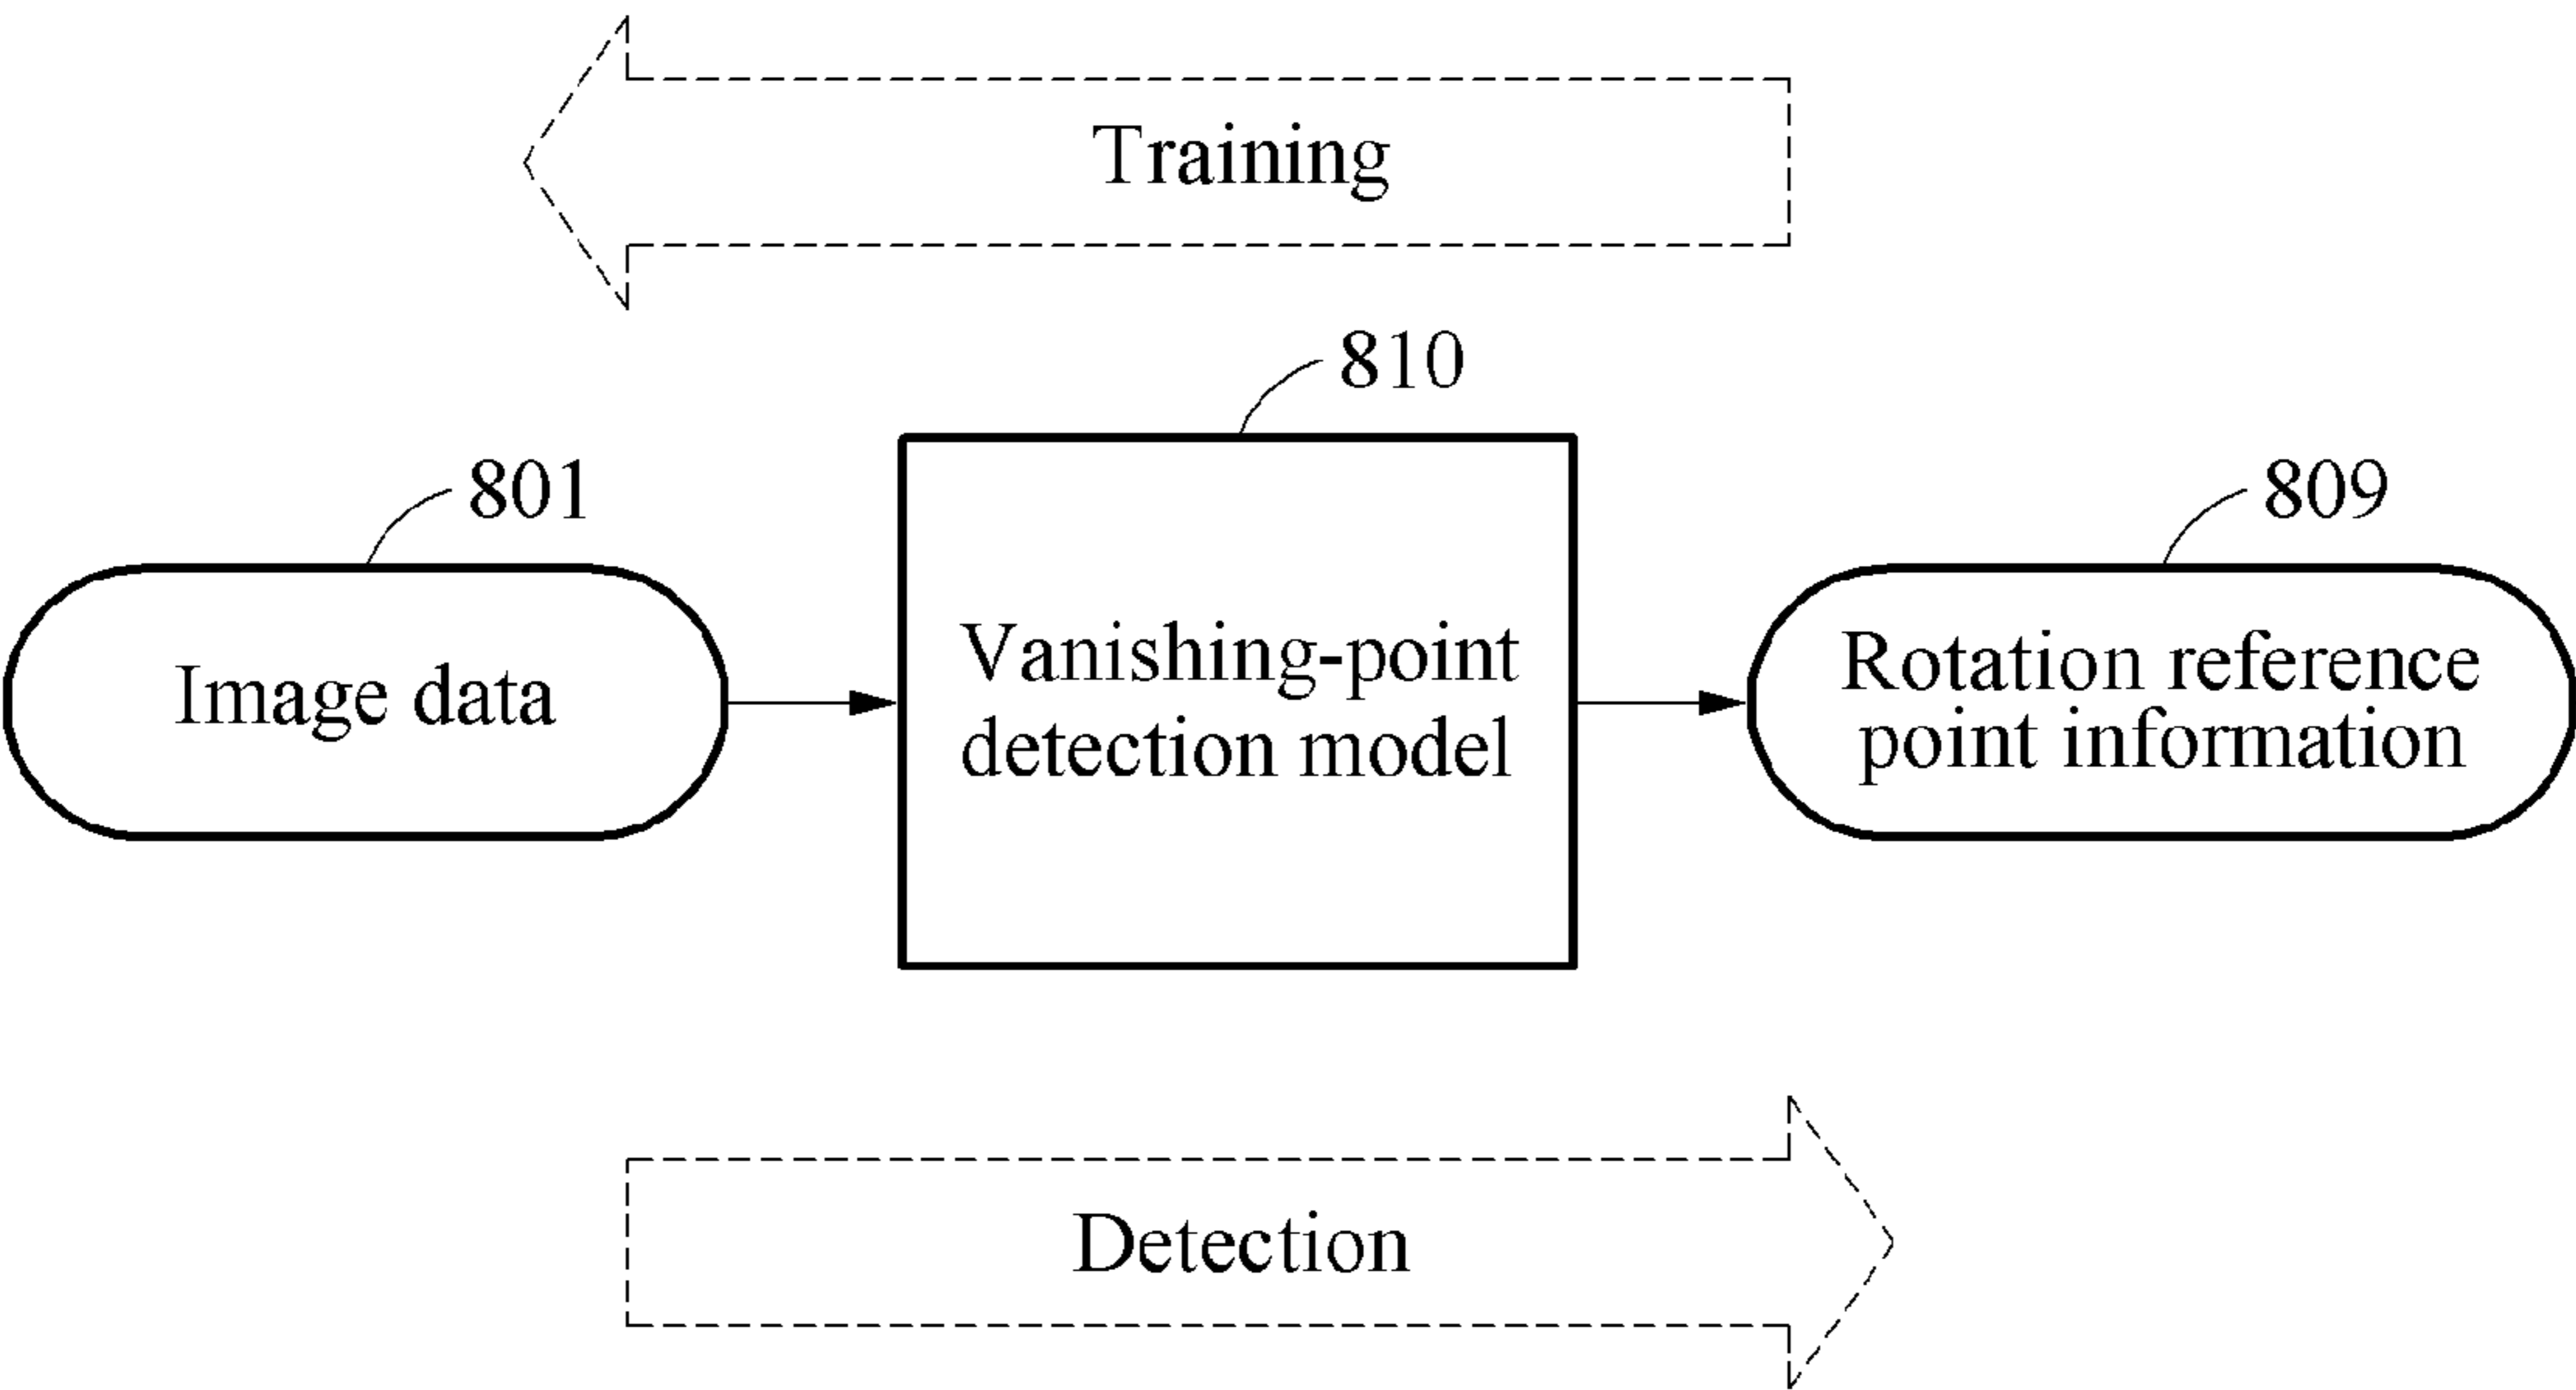 Training
810
801
809
Image data
Vanishing-point
detection model
Rotation reference
point information
Detection